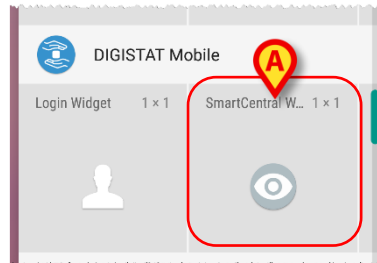 DIGISTAT Mobile
A
Login Widget 1 × 1
SmartCentral W... 1 × 1